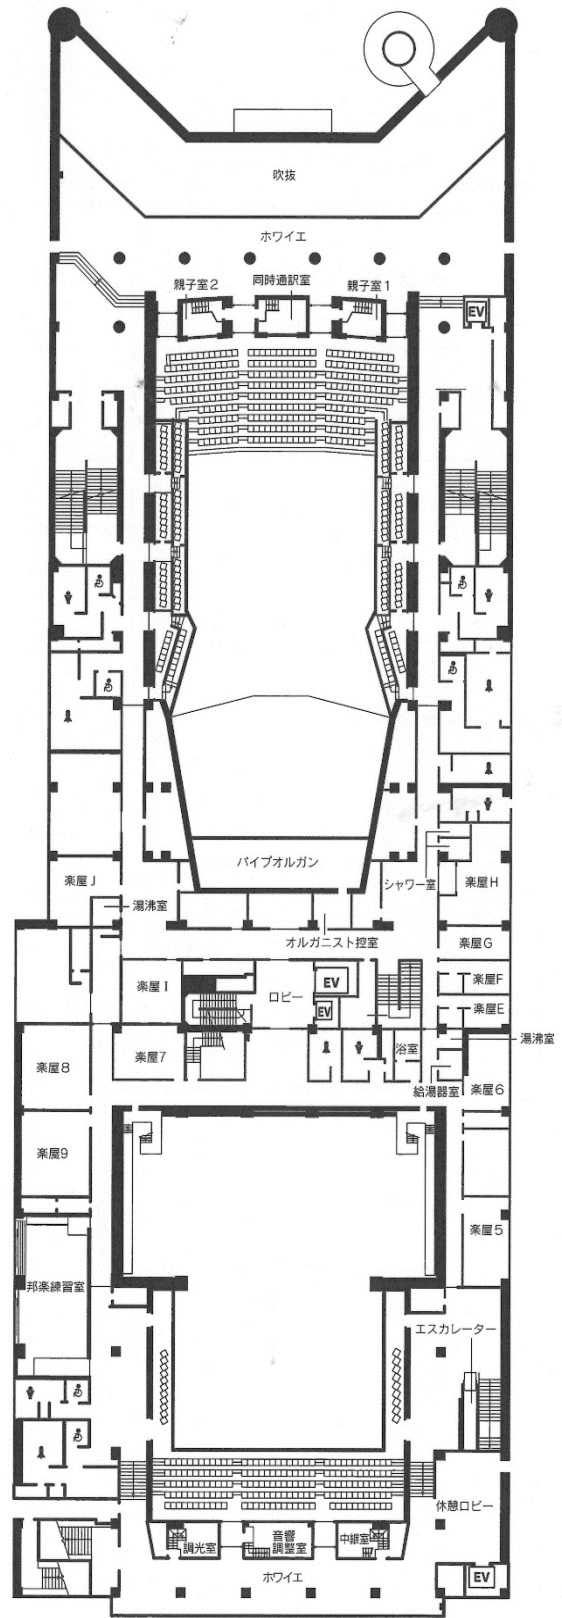 吹抜
ホワイエ
親子室2
同時通訳室
親子室1
EV
パイプオルガン
楽屋J
湯沸室
シャワー室
楽屋H
オルガニスト控室
楽屋G
楽屋I
ロビー
EV
EV
楽屋F
楽屋E
楽屋8
楽屋7
浴室
湯沸室
給湯器室
楽屋6
楽屋9
楽屋5
邦楽練習室
エスカレーター
休憩ロビー
調光室
音響
調整室
中継室
ホワイエ
EV